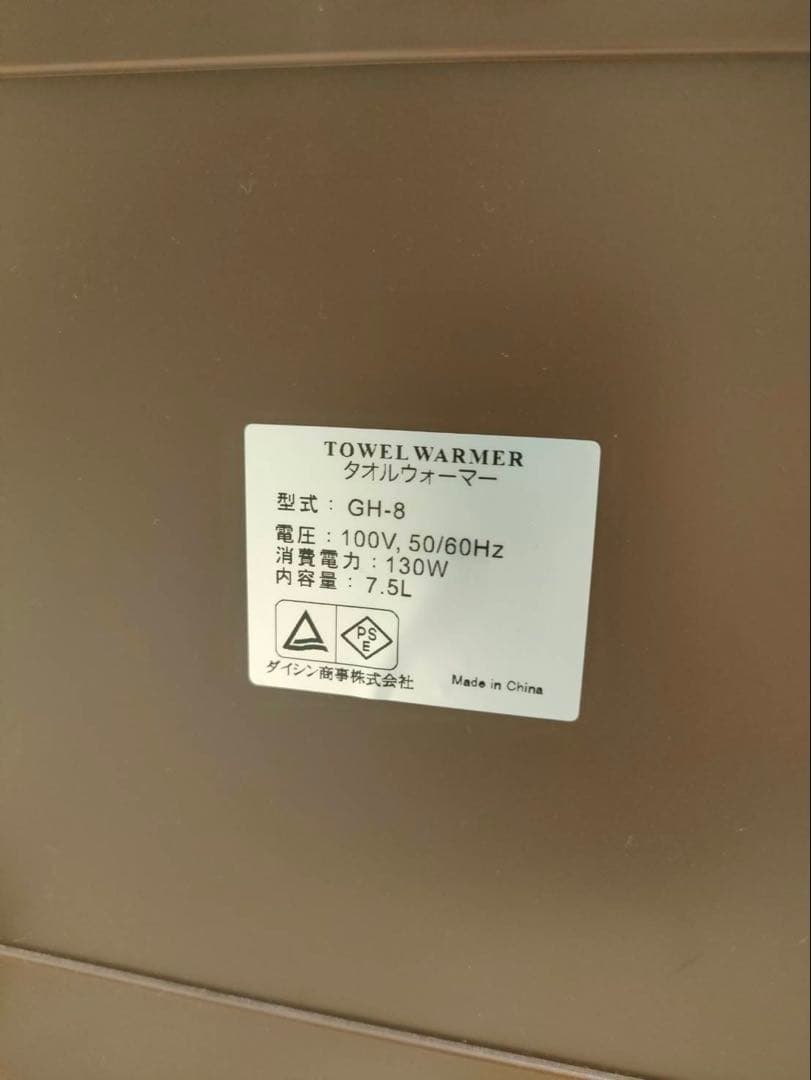 TOWEL WARMER
タオルウォーマー
型式：GH-8
電圧：100V, 50/60Hz
消費電力：130W
内容量：7.5L
PS
E
ダイシン商事株式会社 Made in China